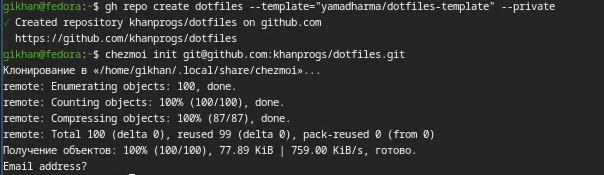 gikhan@fedora:~$ gh repo create dotfiles --template="yamadharma/dotfiles-template" --private
✓ Created repository khanprogs/dotfiles on github.com
https://github.com/khanprogs/dotfiles
gikhan@fedora:~$ chezmoi init git@github.com:khanprogs/dotfiles.git
Клонирование в «/home/gikhan/.local/share/chezmoi»...
remote: Enumerating objects: 100, done.
remote: Counting objects: 100% (100/100), done.
remote: Compressing objects: 100% (87/87), done.
remote: Total 100 (delta 0), reused 99 (delta 0), pack-reused 0 (from 0)
Получение объектов: 100% (100/100), 77.89 KiB | 759.00 KiB/s, готово.
Email address?